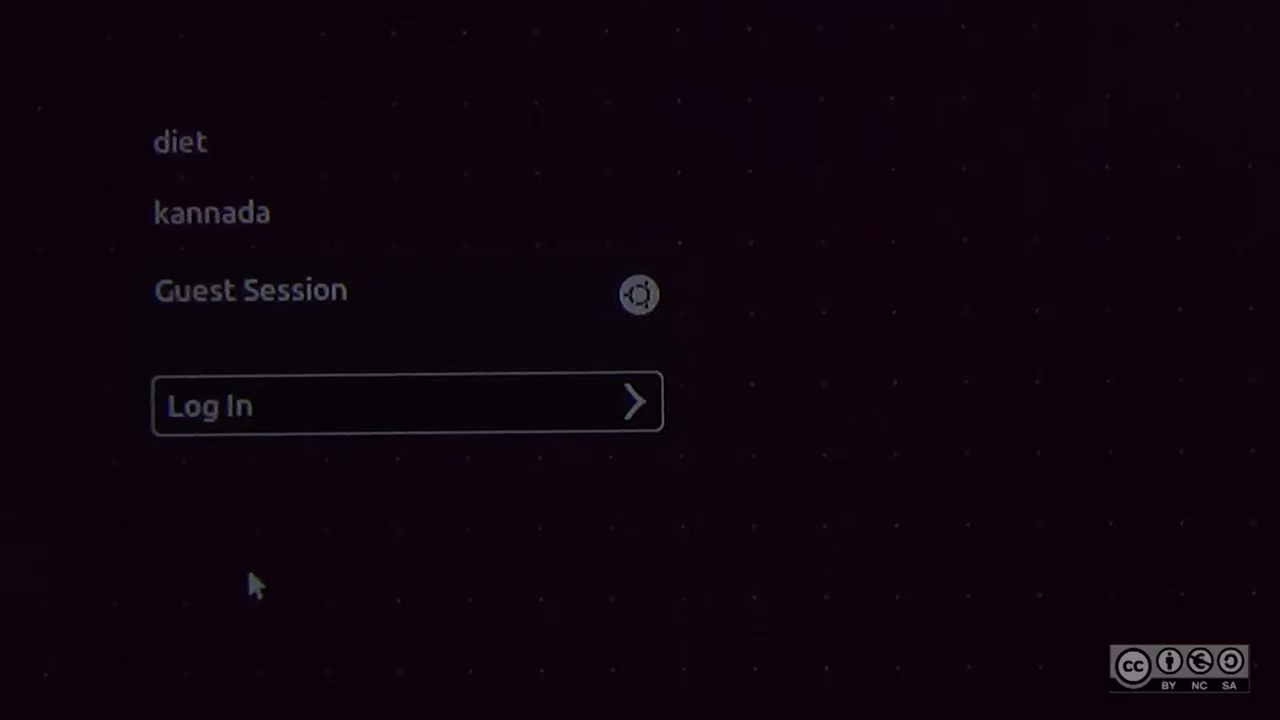 diet
kannada
Guest Session
Log In
cc
BY NC SA